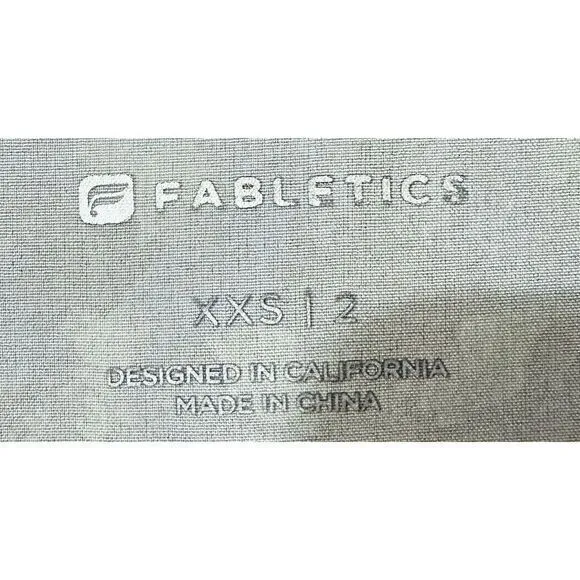 FABLETICS
XXS | 2
DESIGNED IN CALIFORNIA
MADE IN CHINA